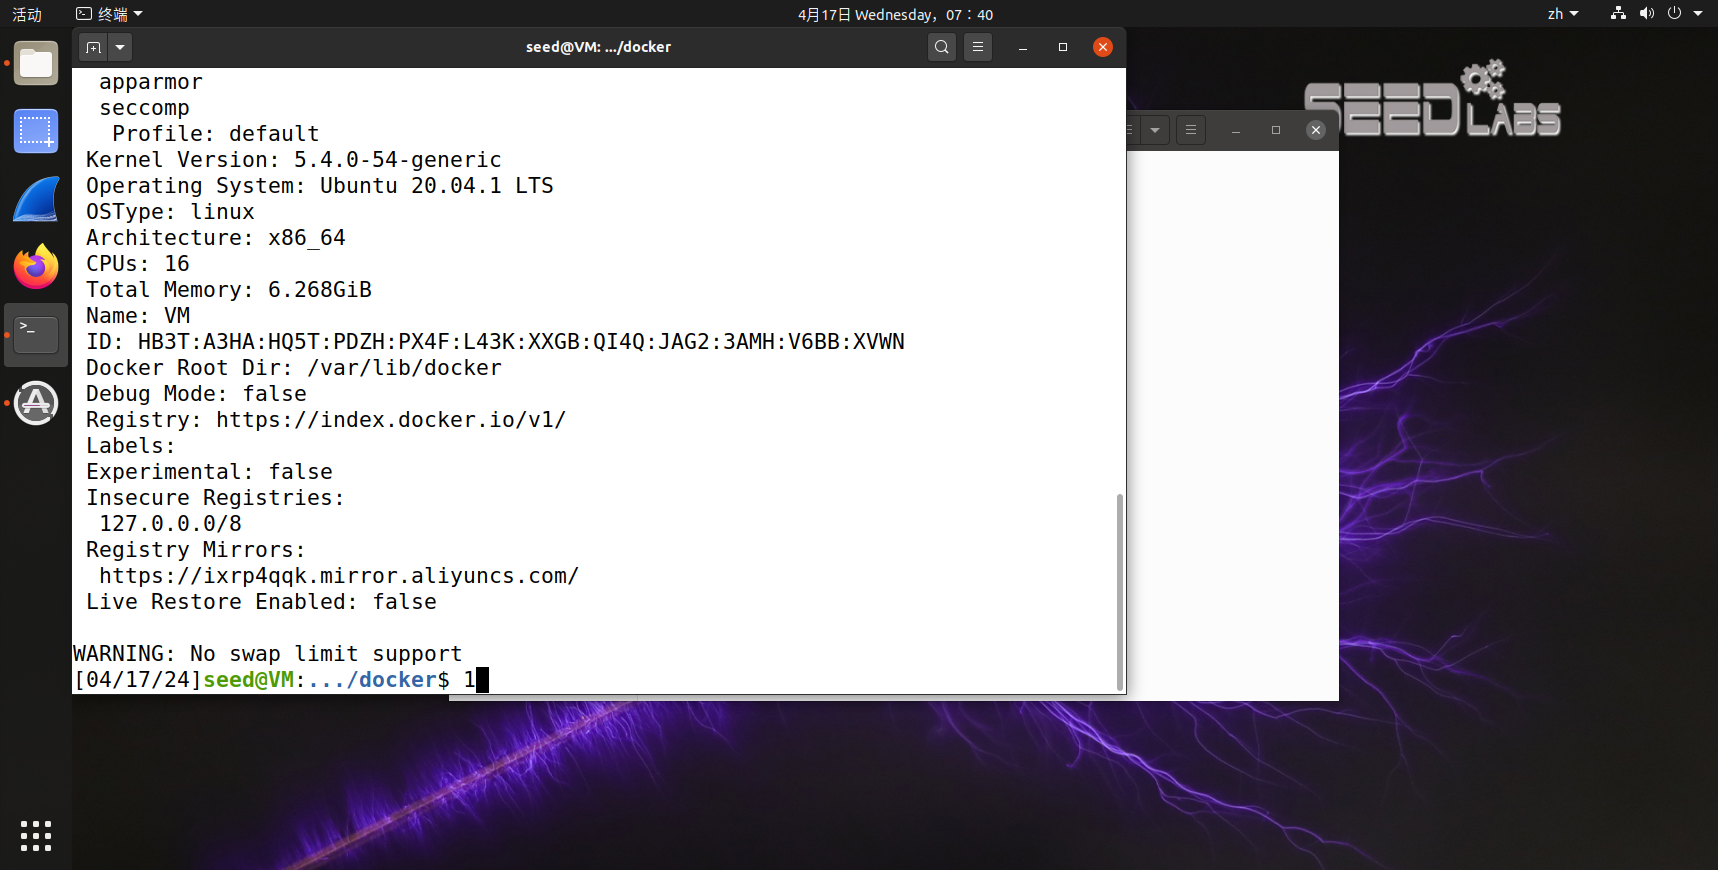 活动
终端
4月17日 Wednesday，07：40
zh
seed@VM: .../docker
SEED LABS
apparmor
seccomp
Profile: default
Kernel Version: 5.4.0-54-generic
Operating System: Ubuntu 20.04.1 LTS
OSType: linux
Architecture: x86_64
CPUs: 16
Total Memory: 6.268GiB
Name: VM
ID: HB3T:A3HA:HQ5T:PDZH:PX4F:L43K:XXGB:QI4Q:JAG2:3AMH:V6BB:XVWN
Docker Root Dir: /var/lib/docker
Debug Mode: false
Registry: https://index.docker.io/v1/
Labels:
Experimental: false
Insecure Registries:
127.0.0.0/8
Registry Mirrors:
https://ixrp4qqk.mirror.aliyuncs.com/
Live Restore Enabled: false
WARNING: No swap limit support
[04/17/24]seed@VM:.../docker$ 1